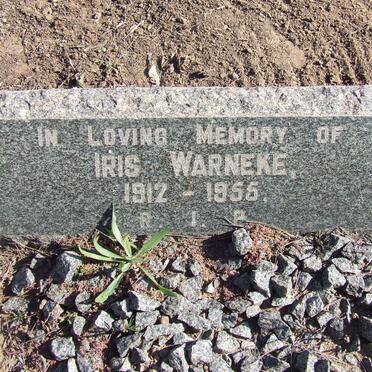 IN LOVING MEMORY OF
IRIS WARNEKE,
1912 - 1955.
R. I. P.